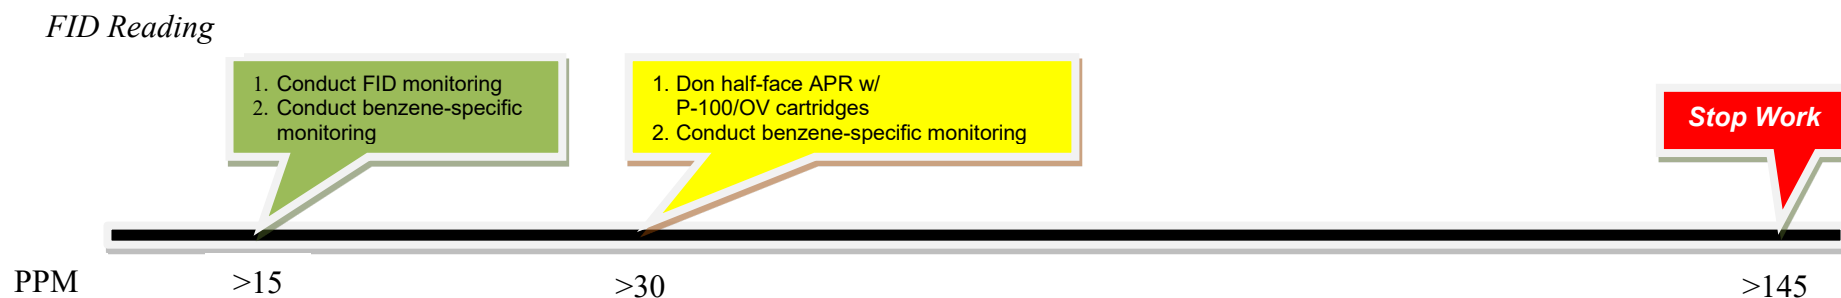 FID Reading
1. Conduct FID monitoring
2. Conduct benzene-specific
monitoring
1. Don half-face APR w/
P-100/OV cartridges
2. Conduct benzene-specific monitoring
Stop Work
PPM >15 >30 >145